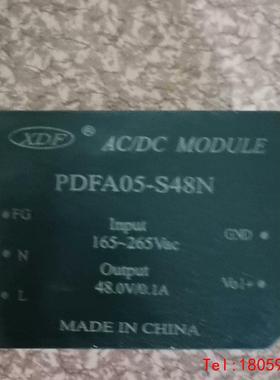 XDF ® AC/DC MODULE
PDFA05-S48N
FG
Input
GND
N
165~265Vac
Output
L
48.0V/0.1A
Vo1+
MADE IN CHINA
Tel:18059